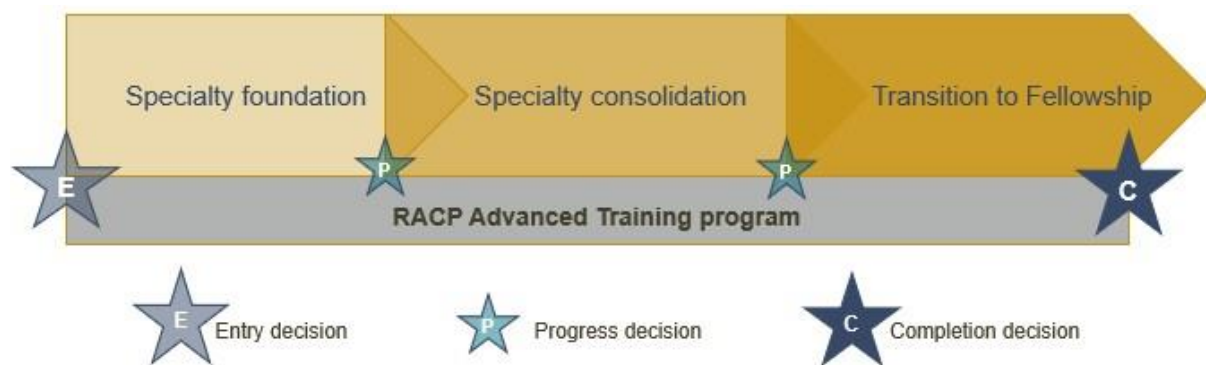 Specialty foundation
Specialty consolidation
Transition to Fellowship
E
P
P
C
RACP Advanced Training program
E
Entry decision
P
Progress decision
C
Completion decision